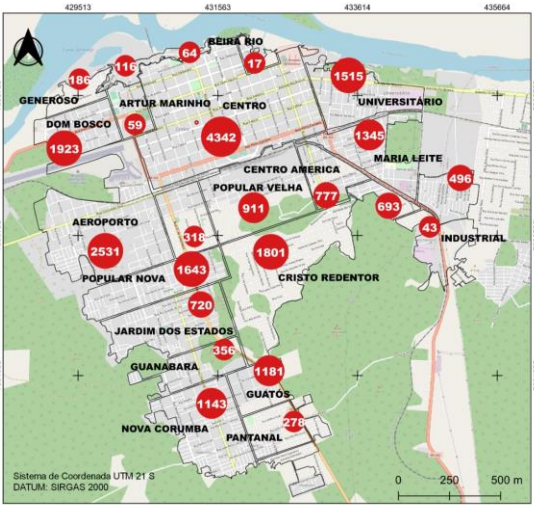 429513 431563 433614 435664
BEIRA RIO
64
116
17
186
1515
GENEROSO
ARTUR MARINHO
CENTRO
UNIVERSITÁRIO
DOM BOSCO
59
1923
4342
1345
MARIA LEITE
CENTRO AMERICA
496
POPULAR VELHA
777
911
693
AEROPORTO
43
318
INDUSTRIAL
2531
1801
1643
POPULAR NOVA
CRISTO REDENTOR
720
JARDIM DOS ESTADOS
356
GUANABARA
1181
GUATÓS
1143
278
NOVA CORUMBA
PANTANAL
Sistema de Coordenada UTM 21 S
DATUM: SIRGAS 2000
0 250 500 m